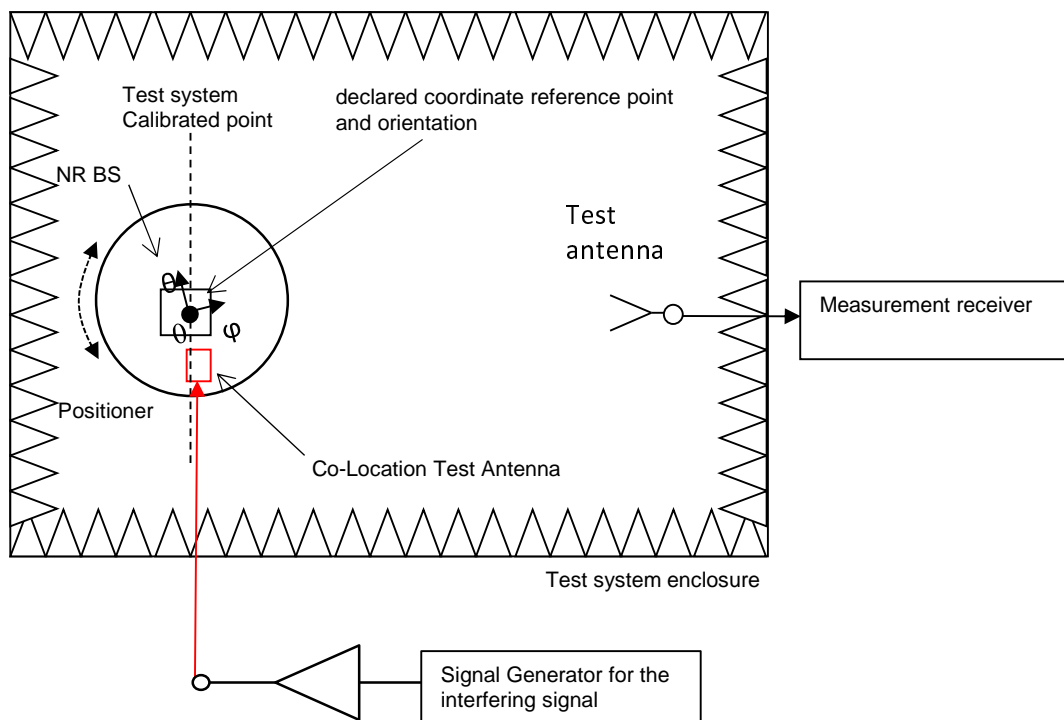 Test system
Calibrated point
declared coordinate reference point
and orientation
NR BS
Test
antenna
Measurement receiver
θ
θ
φ
Positioner
Co-Location Test Antenna
Test system enclosure
Signal Generator for the
interfering signal